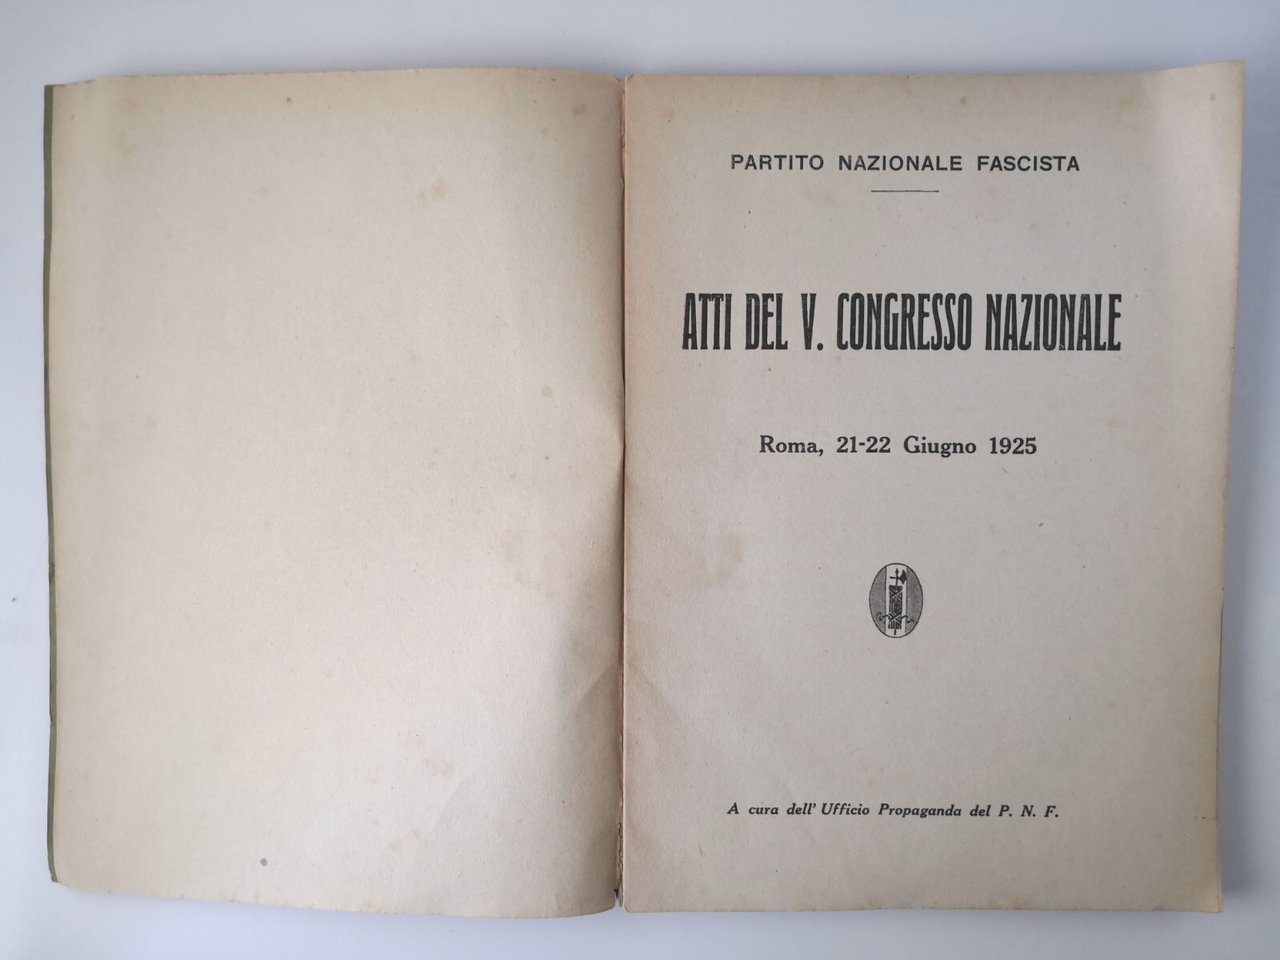 PARTITO NAZIONALE FASCISTA
ATTI DEL V. CONGRESSO NAZIONALE
Roma, 21-22 Giugno 1925
A cura dell' Ufficio Propaganda del P. N. F.